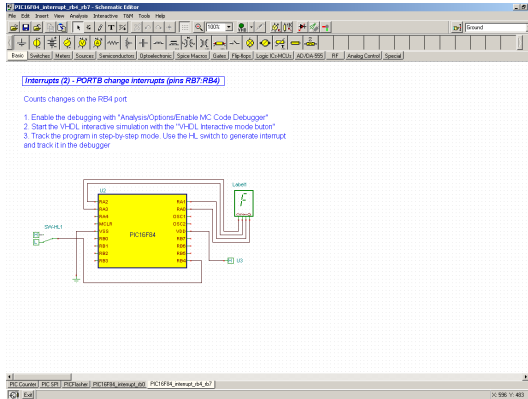 PIC16F84_interrupt_rb4_rb7 - Schematic Editor
File Edit Insert View Analysis Interactive T&M Tools Help
100%
Ground
Basic Switches Meters Sources Semiconductors Optoelectronic Spice Macros Gates Flip-flops Logic ICs-MCUs AD/DA-555 RF Analog Control Special
Interrupts (2) - PORTB change interrupts (pins RB7:RB4)
Counts changes on the RB4 port
1. Enable the debugging with "Analysis/Options/Enable MC Code Debugger"
2. Start the VHDL interactive simulation with the "VHDL Interactive mode buton"
3. Track the program in step-by-step mode. Use the HL switch to generate interrupt
and track it in the debugger
Label1
U2
RA2 RA1
RA3 RA0
RA4 OSC1
MCLR OSC2
SW-HL1
VSS VDD
PIC16F84
H
RB0 RB7
L
RB1 RB6
RB2 RB5
RB3 RB4
H U3
PIC Counter PIC SPI PICFlasher PIC16F84_interrupt_rb0 PIC16F84_interrupt_rb4_rb7
Exit
X: 596 Y: 483